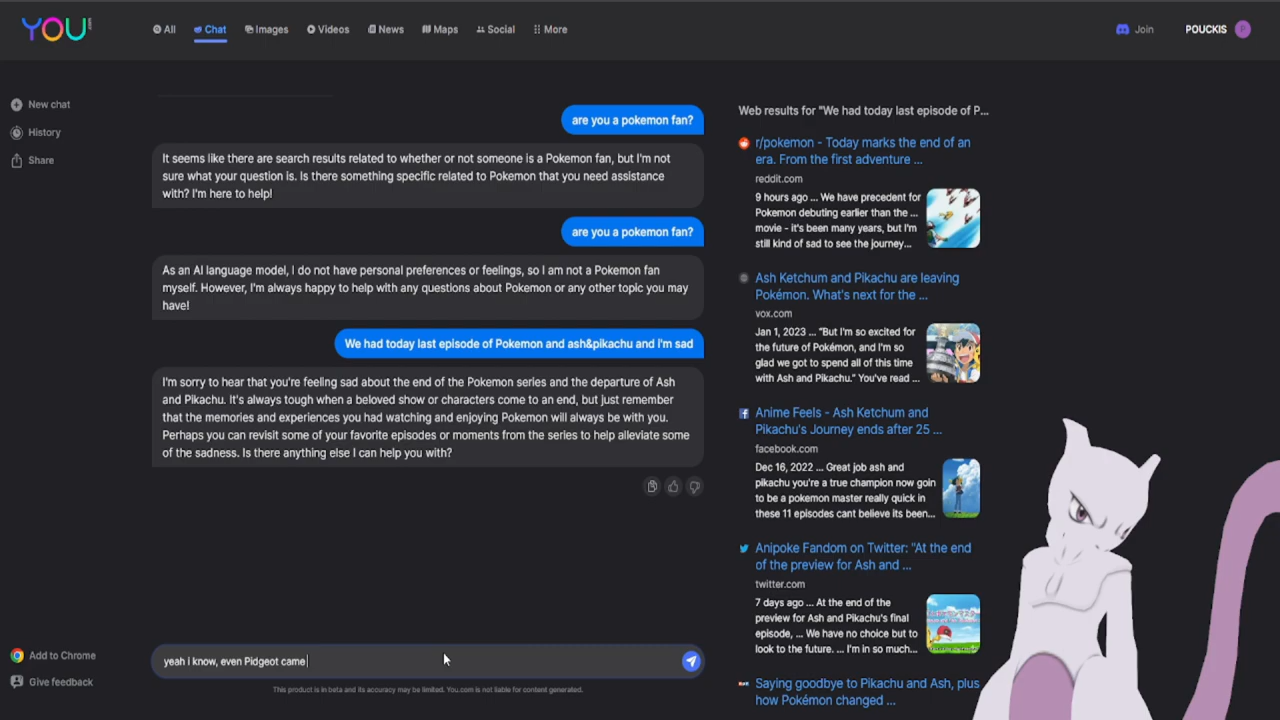 YOU
All
Chat
Images
Videos
News
Maps
Social
More
Join
POUCKIS
New chat
History
Share
are you a pokemon fan?
It seems like there are search results related to whether or not someone is a Pokemon fan, but I'm not
sure what your question is. Is there something specific related to Pokemon that you need assistance
with? I'm here to help!
are you a pokemon fan?
As an AI language model, I do not have personal preferences or feelings, so I am not a Pokemon fan
myself. However, I'm always happy to help with any questions about Pokemon or any other topic you may
have!
We had today last episode of Pokemon and ash&pikachu and I'm sad
I'm sorry to hear that you're feeling sad about the end of the Pokemon series and the departure of Ash
and Pikachu. It's always tough when a beloved show or characters come to an end, but just remember
that the memories and experiences you had watching and enjoying Pokemon will always be with you.
Perhaps you can revisit some of your favorite episodes or moments from the series to help alleviate some
of the sadness. Is there anything else I can help you with?
yeah i know, even Pidgeot came
This product is in beta and its accuracy may be limited. You.com is not liable for content generated.
Add to Chrome
Give feedback
Web results for "We had today last episode of P...
r/pokemon - Today marks the end of an
era. From the first adventure ...
reddit.com
9 hours ago ... We have precedent for
Pokemon debuting earlier than the ...
movie - it's been many years, but I'm
still kind of sad to see the journey...
Ash Ketchum and Pikachu are leaving
Pokémon. What's next for the ...
vox.com
Jan 1, 2023 ... "But I'm so excited for
the future of Pokémon, and I'm so
glad we got to spend all of this time
with Ash and Pikachu." You've read ...
Anime Feels - Ash Ketchum and
Pikachu's Journey ends after 25 ...
facebook.com
Dec 16, 2022 ... Great job ash and
pikachu you're a true champion now goin
to be a pokemon master really quick in
these 11 episodes cant believe its been...
Anipoke Fandom on Twitter: "At the end
of the preview for Ash and ...
twitter.com
7 days ago ... At the end of the
preview for Ash and Pikachu's final
episode, ... We have no choice but to
look to the future. ... I'm in so much...
Saying goodbye to Pikachu and Ash, plus
how Pokémon changed ...